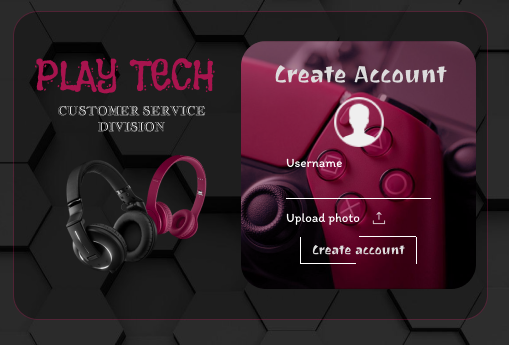 PLAY TECH
CUSTOMER SERVICE
DIVISION
Create Account
Username
Upload photo
Create account